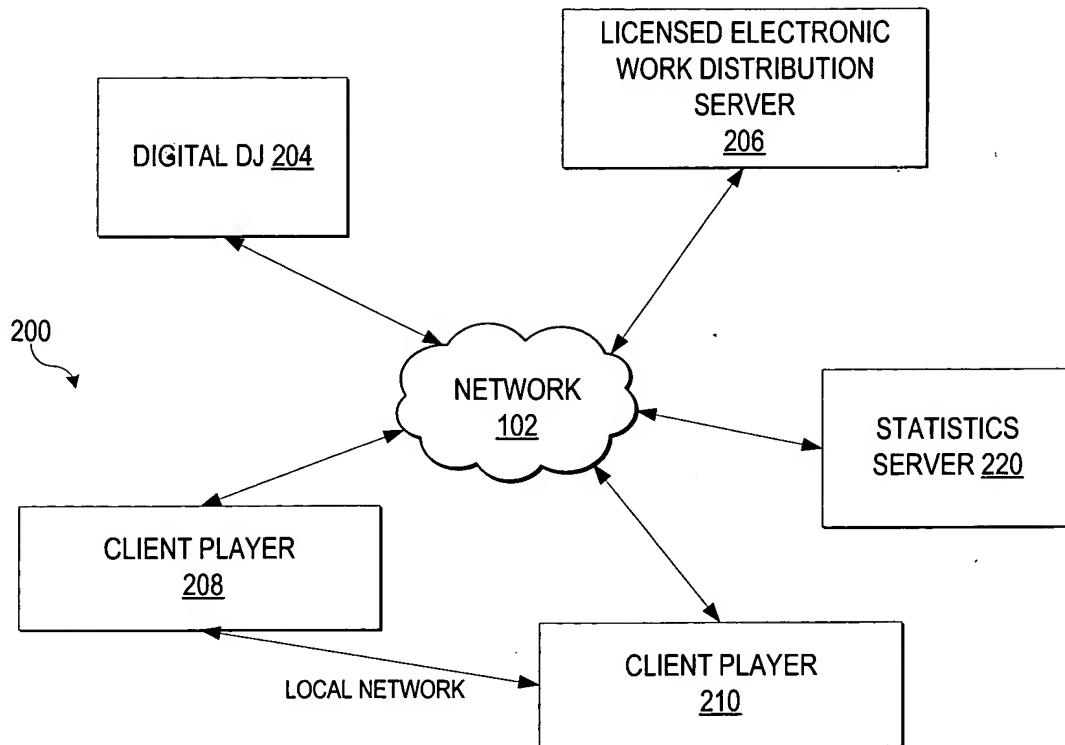 LICENSED ELECTRONIC
WORK DISTRIBUTION
SERVER
206
DIGITAL DJ 204
200
NETWORK
102
STATISTICS
SERVER 220
CLIENT PLAYER
208
LOCAL NETWORK
CLIENT PLAYER
210